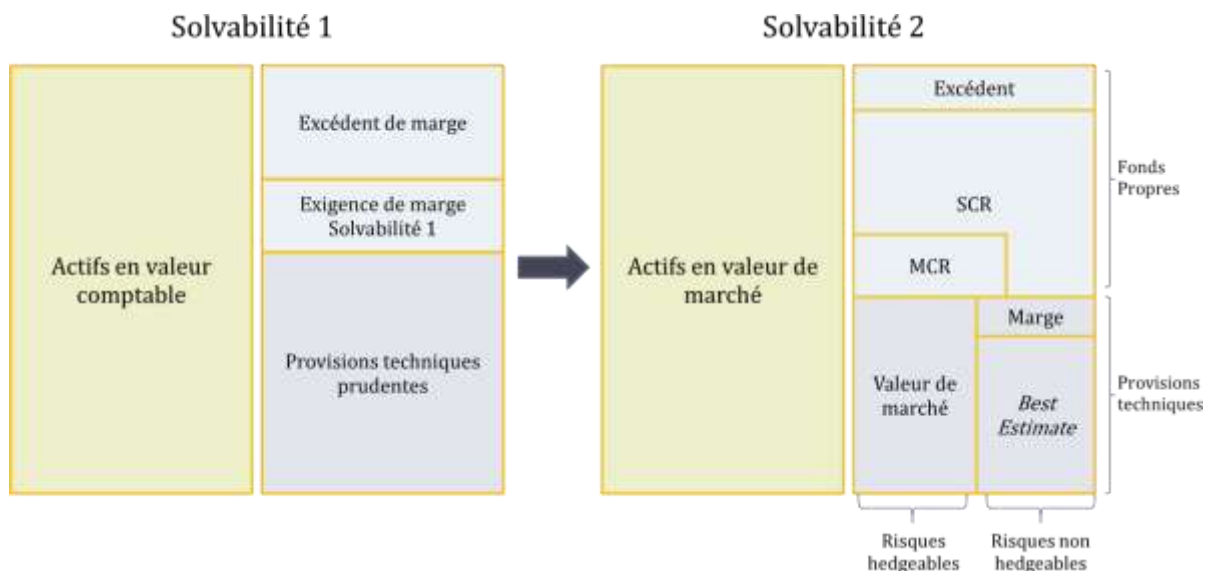 Solvabilité 1
Actifs en valeur
comptable
Excédent de marge
Exigence de marge
Solvabilité 1
Provisions techniques
prudentes
Solvabilité 2
Actifs en valeur de
marché
Excédent
SCR
MCR
Marge
Valeur de
marché
Best
Estimate
Fonds
Propres
Provisions
techniques
Risques
hedgeables
Risques non
hedgeables